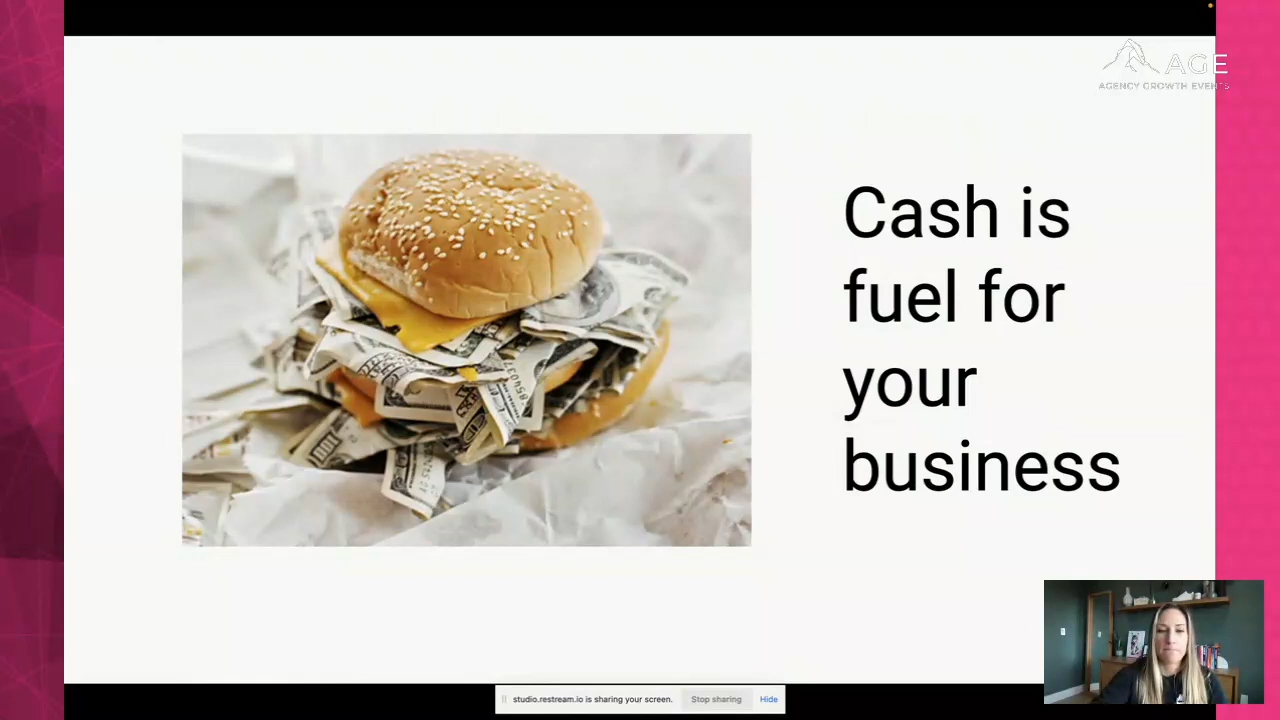 AGE
AGENCY GROWTH EVENTS
Cash is
fuel for
your
business
studio.restream.io is sharing your screen.
Stop sharing
Hide